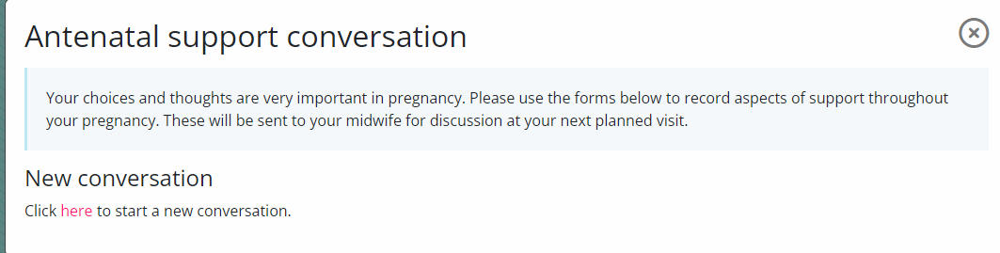 Antenatal support conversation
Your choices and thoughts are very important in pregnancy. Please use the forms below to record aspects of support throughout
your pregnancy. These will be sent to your midwife for discussion at your next planned visit.
New conversation
Click here to start a new conversation.